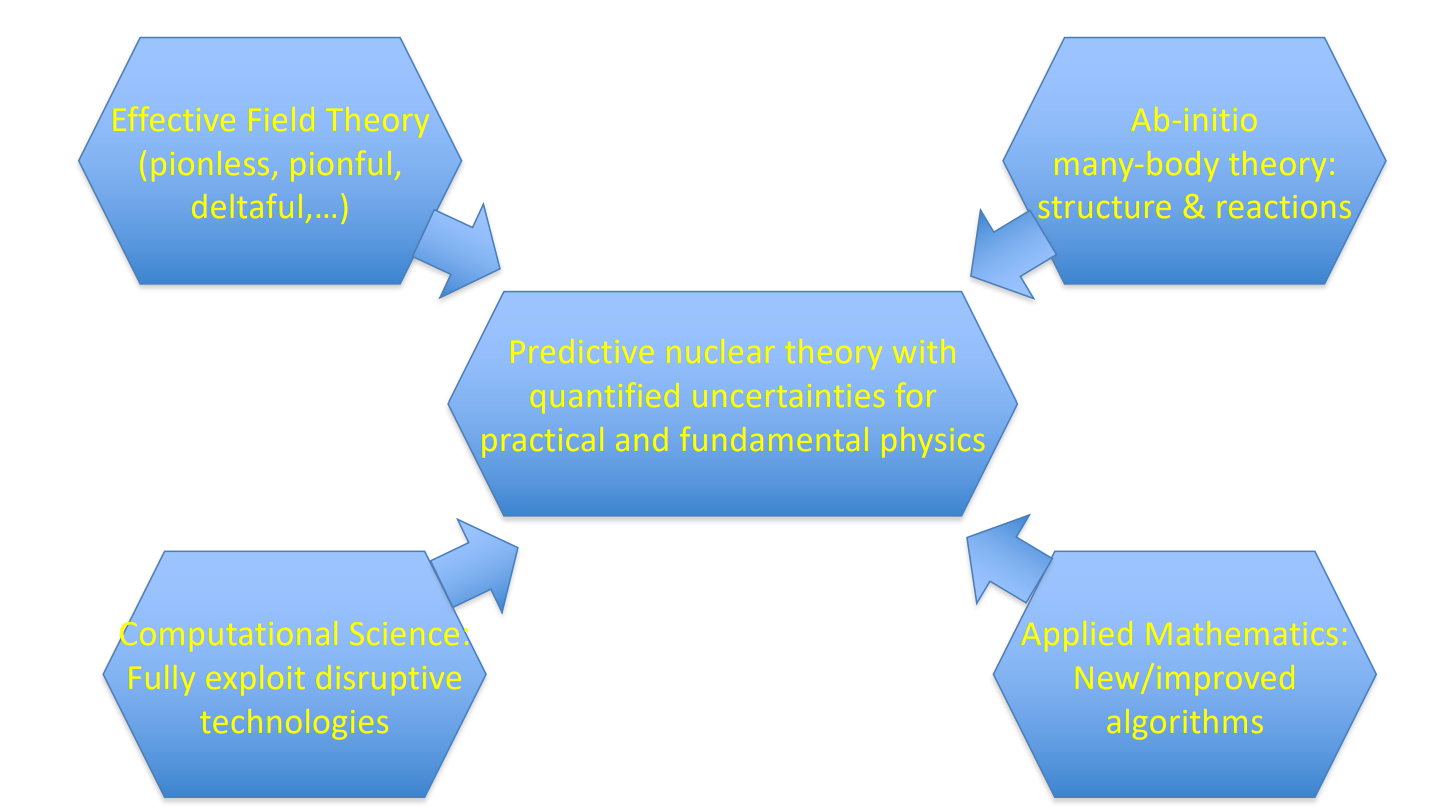 Effective Field Theory
(pionless, pionful,
deltaful,...)
Ab-initio
many-body theory:
structure & reactions
Predictive nuclear theory with
quantified uncertainties for
practical and fundamental physics
Computational Science:
Fully exploit disruptive
technologies
Applied Mathematics:
New/improved
algorithms